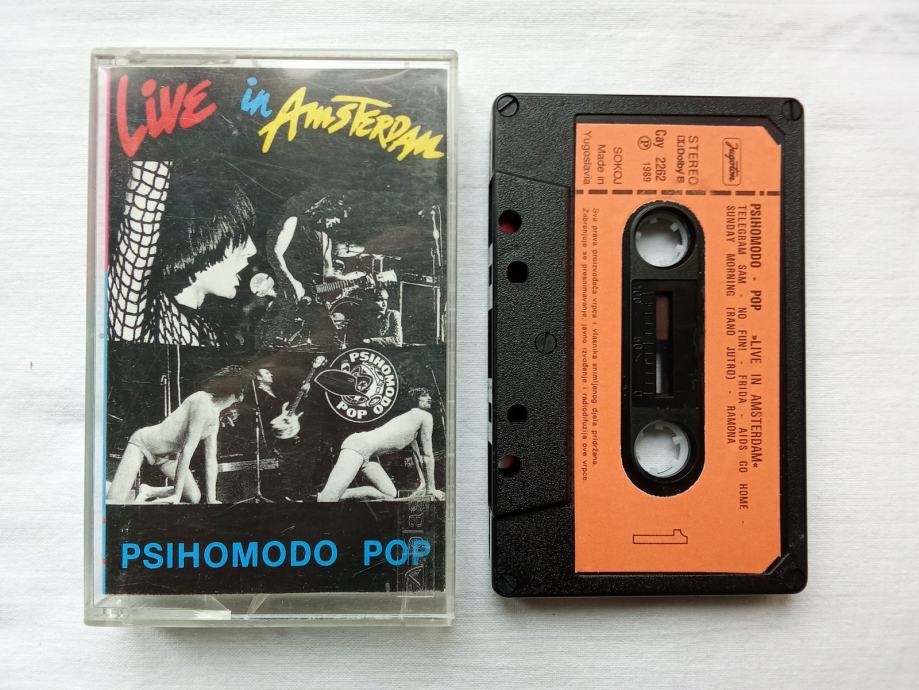 LIVE in AMSTERDAM
PSIHOMODO
POP
PSIHOMODO POP
Jugoton
STEREO
Dolby B
Cay 2262
Ⓟ 1989
SOKOJ
Made in
Yugoslavia
PSIHOMODO - POP »LIVE IN AMSTERDAM«
TELEGRAM SAM - NO FUN! - FRIDA - AIDS GO HOME -
SUNDAY MORNING (RANO JUTRO) - RAMONA
Sva prava proizvođača vrpce i vlasnika snimljenog djela pridržana.
Zabranjuje se presnimavanje, javno izvođenje i radiodifuzija ove vrpce.
1